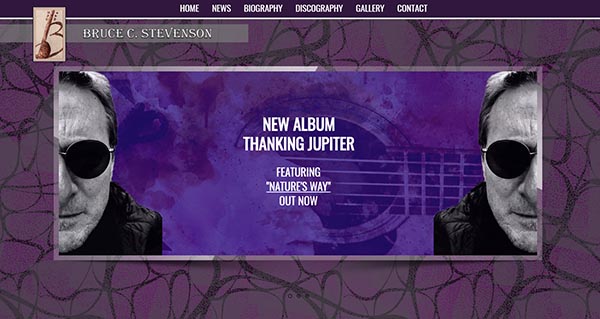 HOME NEWS BIOGRAPHY DISCOGRAPHY GALLERY CONTACT
B
BRUCE C. STEVENSON
NEW ALBUM
THANKING JUPITER
FEATURING
"NATURE'S WAY"
OUT NOW